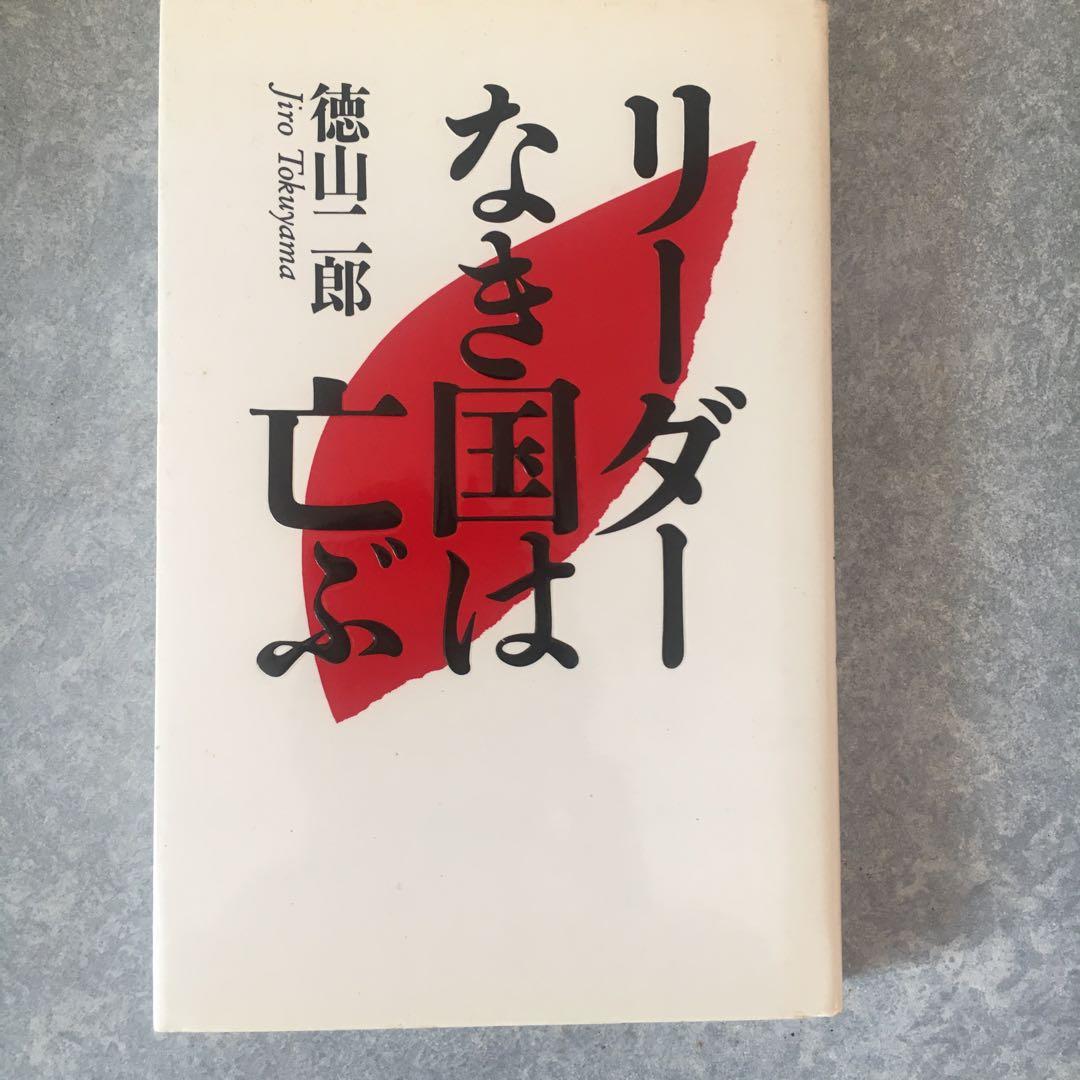 リーダー
なき国は
亡ぶ
徳山二郎
Jiro Tokuyama